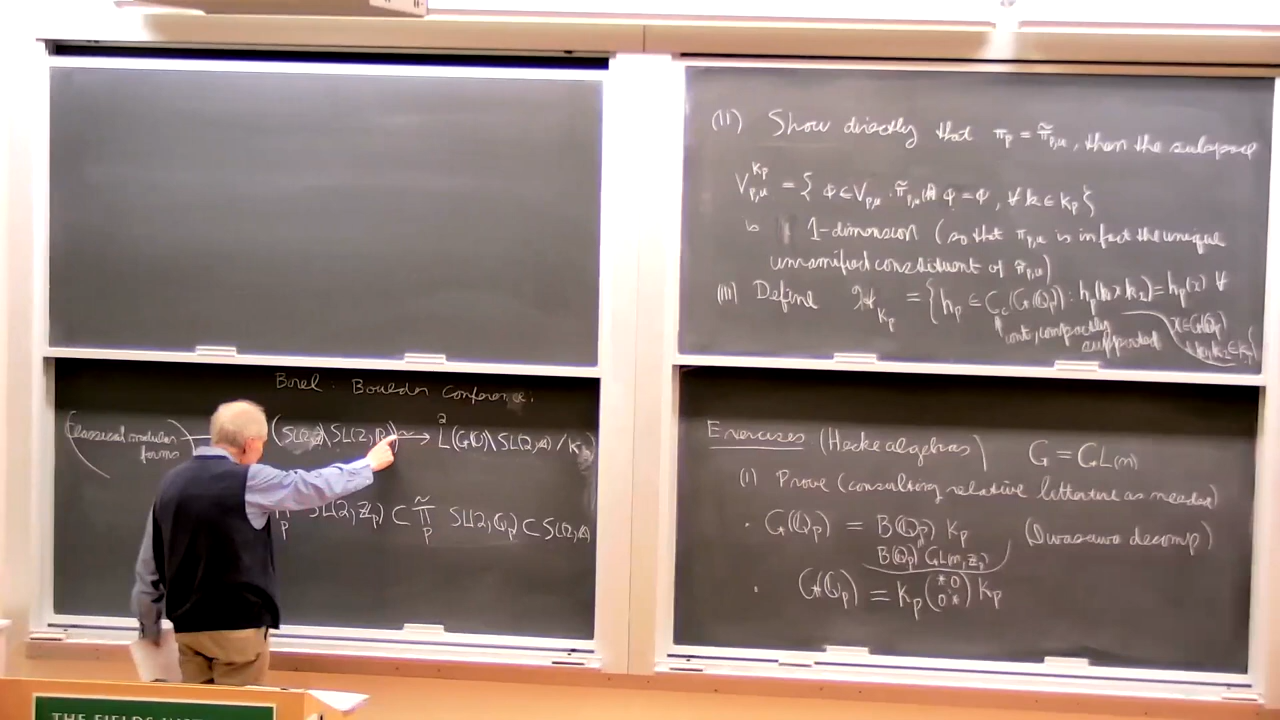 Borel: Boulder Conference:
(Classical modular forms) (SL(2,Z)\SL(2,R) ~→ L²(G(Q)\SL(2,A)/K
p SL(2,Z_p) ⊂ π̃_p SL(2,Q_p) ⊂ SL(2,A)
(ii) Show directly that π_p = π̃_{p,u}, then the subspace
V_{p,u}^{K_p} = { φ ∈ V_{p,u} : π̃_{p,u}(k) φ = φ, ∀ k ∈ K_p }
is 1-dimension (so that π_{p,u} is in fact the unique
unramified constituent of π̃_{p,u})
(iii) Define ℋ_{K_p} = { h_p ∈ C_c(G(Q_p)) : h_p(k_1 x k_2) = h_p(x) ∀
cont, compactly supported x ∈ G(Q_p) k_1, k_2 ∈ K_p }
Exercises (Hecke algebras) G = GL(n)
(i) Prove (consulting relative litterture as needed)
· G(Q_p) = B(Q_p) K_p (Iwasawa decomp)
B(Q_p) GL(n, Z_p)
· G(Q_p) = K_p (* 0 0 *) K_p
THE FIELDS